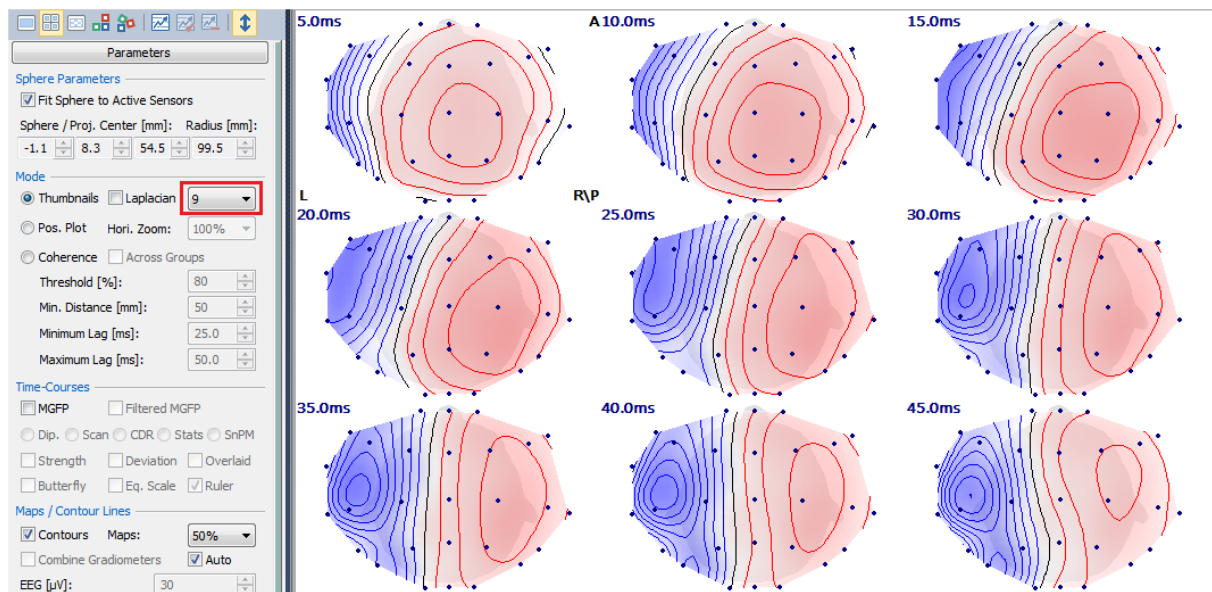 Parameters
Sphere Parameters
Fit Sphere to Active Sensors
Sphere / Proj. Center [mm]: Radius [mm]:
-1.1 8.3 54.5 99.5
Mode
Thumbnails Laplacian 9
Pos. Plot Hori. Zoom: 100%
Coherence Across Groups
Threshold [%]: 80
Min. Distance [mm]: 50
Minimum Lag [ms]: 25.0
Maximum Lag [ms]: 50.0
Time-Courses
MGFP Filtered MGFP
Dip. Scan CDR Stats SnPM
Strength Deviation Overlaid
Butterfly Eq. Scale Ruler
Maps / Contour Lines
Contours Maps: 50%
Combine Gradiometers Auto
EEG [µV]: 30
5.0ms A 10.0ms 15.0ms
L R\P
20.0ms 25.0ms 30.0ms
35.0ms 40.0ms 45.0ms